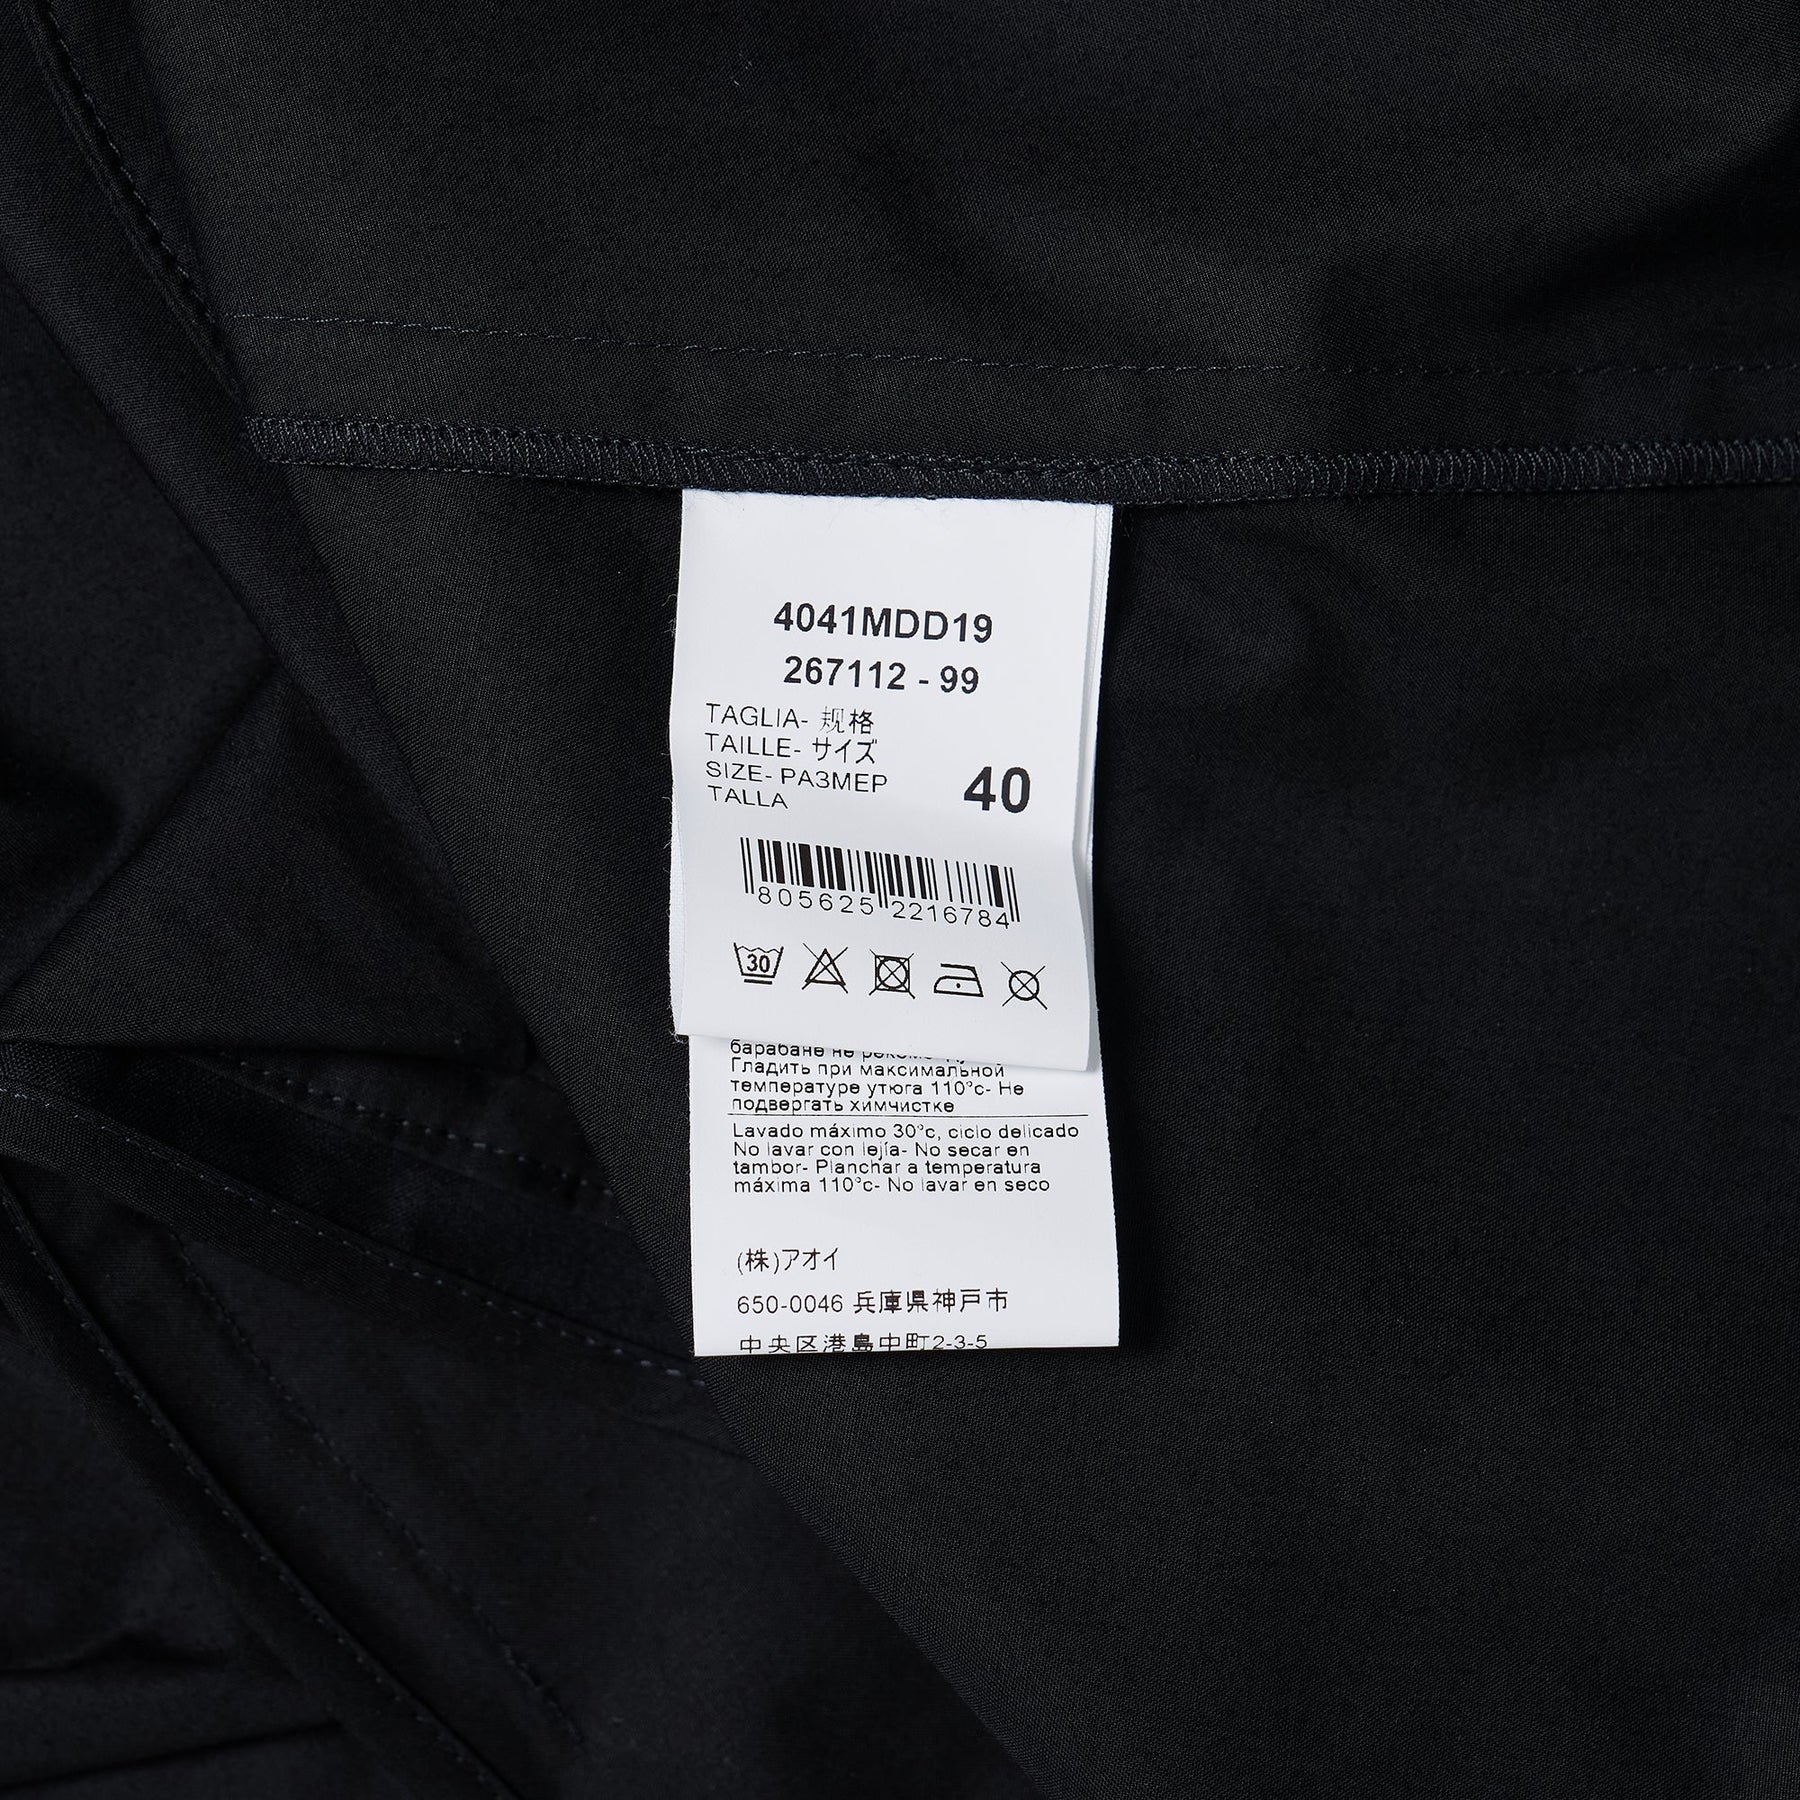 4041MDD19
267112 - 99
TAGLIA- 规格
TAILLE- サイズ
SIZE- РАЗМЕР
TALLA
40
805625 2216784
30
барабане не
Гладить при максимальной
температуре утюга 110°c- Не
подвергать химчистке
Lavado máximo 30°c, ciclo delicado
No lavar con lejía- No secar en
tambor- Planchar a temperatura
máxima 110°c- No lavar en seco
(株)アオイ
650-0046 兵庫県神戸市
中央区港島中町2-3-5